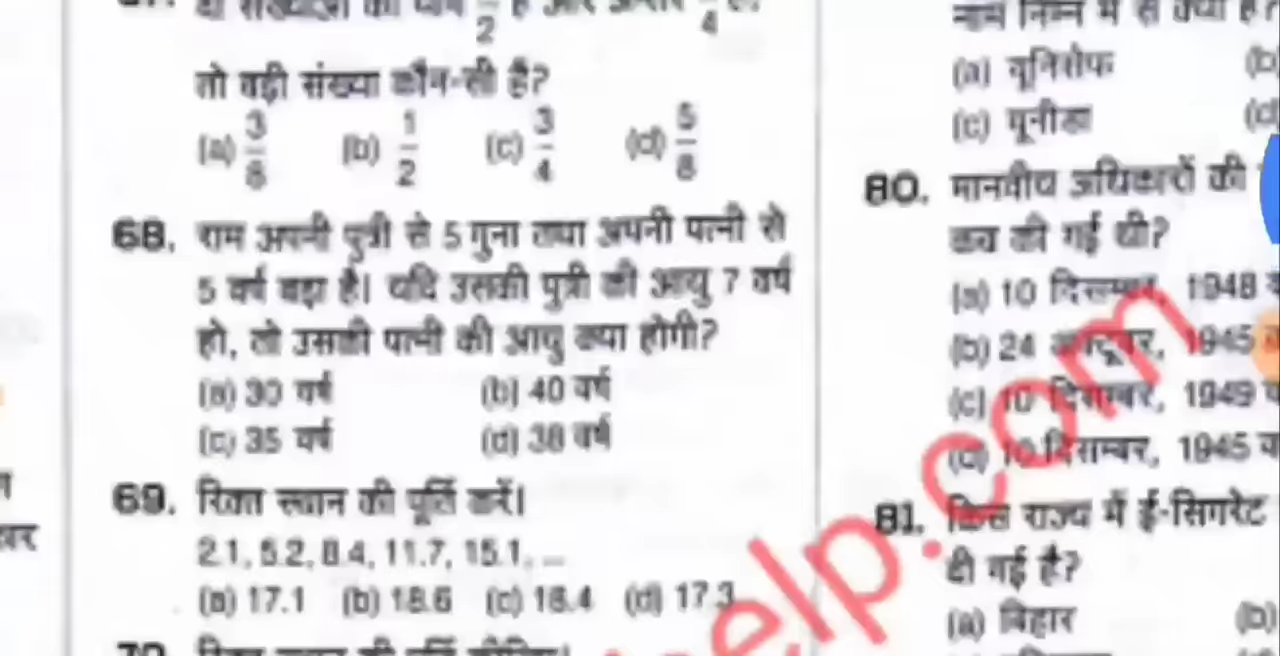 तो बड़ी संख्या कौन-सी है?
(a) 3/8 (b) 1/2 (c) 3/4 (d) 5/8
68. राम अपनी पुत्री से 5 गुना तथा अपनी पत्नी से
5 वर्ष बड़ा है। यदि उसकी पुत्री की आयु 7 वर्ष
हो, तो उसकी पत्नी की आयु क्या होगी?
(a) 30 वर्ष (b) 40 वर्ष
(c) 35 वर्ष (d) 38 वर्ष
69. रिक्त स्थान की पूर्ति करें।
2.1, 5.2, 8.4, 11.7, 15.1, ...
(a) 17.1 (b) 18.6 (c) 18.4 (d) 17.3
(a) यूनिसेफ
(c) यूनीडा
80. मानवीय अधिकारों की
कब की गई थी?
(a) 10 दिसम्बर, 1948
(b) 24 अक्टूबर, 1945
(c) 10 दिसम्बर, 1949
(d) 10 दिसम्बर, 1945
81. किस राज्य में ई-सिगरेट
दी गई है?
(a) बिहार (b)
elp.com